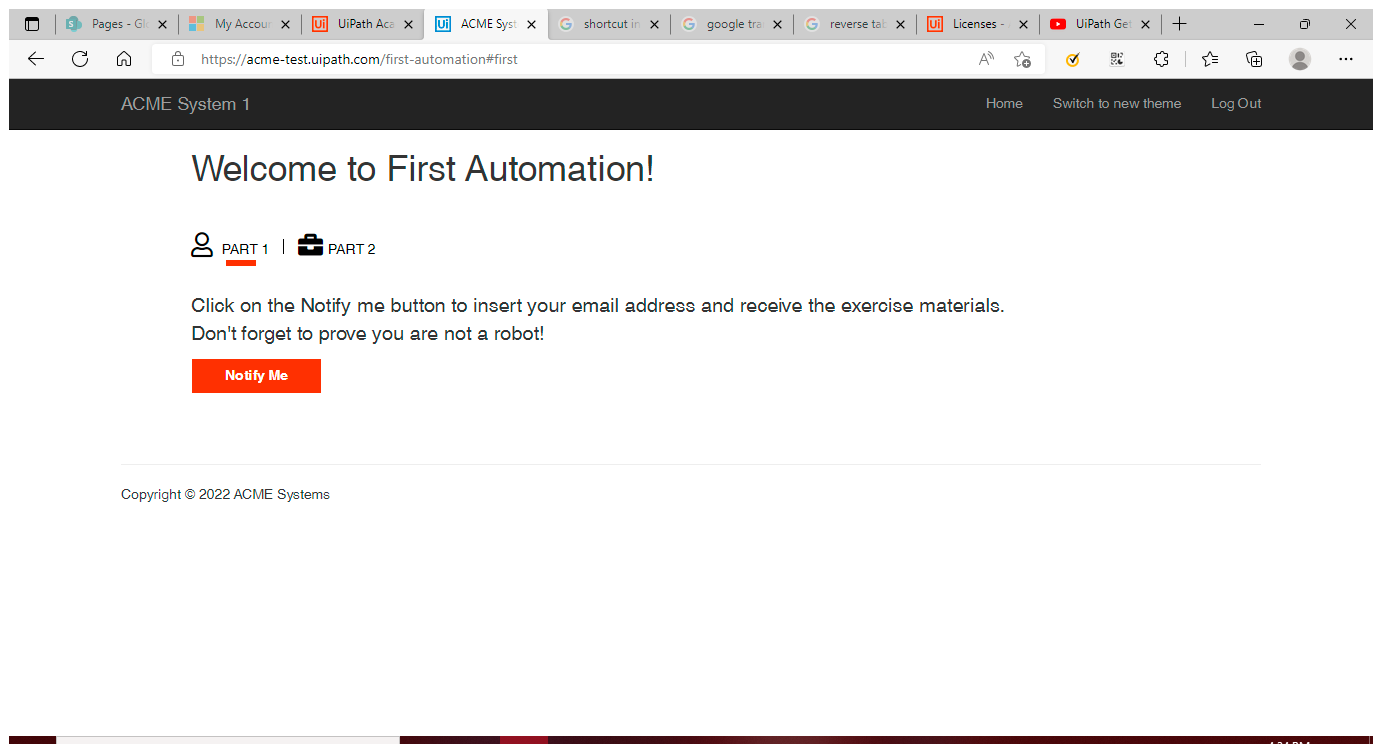 Pages - Glo
My Accour
UiPath Aca
ACME Syst
shortcut in
google tra
reverse tab
Licenses -
UiPath Get
https://acme-test.uipath.com/first-automation#first
ACME System 1
Home
Switch to new theme
Log Out
Welcome to First Automation!
PART 1 | PART 2
Click on the Notify me button to insert your email address and receive the exercise materials.
Don't forget to prove you are not a robot!
Notify Me
Copyright © 2022 ACME Systems